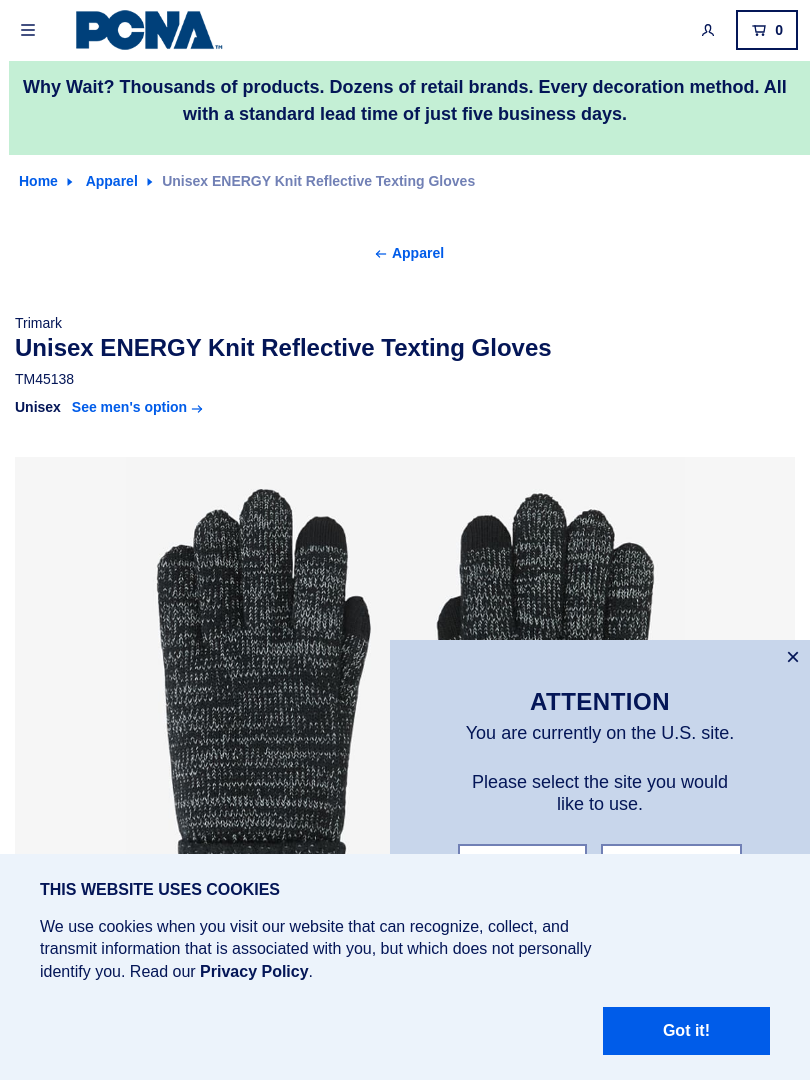 PCNA™
0
Why Wait? Thousands of products. Dozens of retail brands. Every decoration method. All
with a standard lead time of just five business days.
Home Apparel Unisex ENERGY Knit Reflective Texting Gloves
← Apparel
Trimark
Unisex ENERGY Knit Reflective Texting Gloves
TM45138
Unisex See men's option →
ATTENTION
You are currently on the U.S. site.
Please select the site you would
like to use.
THIS WEBSITE USES COOKIES
We use cookies when you visit our website that can recognize, collect, and
transmit information that is associated with you, but which does not personally
identify you. Read our Privacy Policy.
Got it!